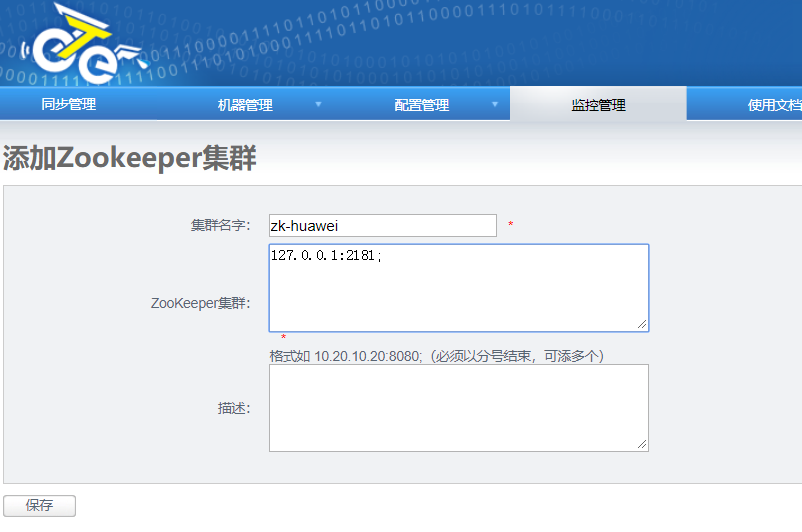 eTe
同步管理 机器管理 配置管理 监控管理 使用文档
添加Zookeeper集群
集群名字： zk-huawei *
127.0.0.1:2181;
ZooKeeper集群：
*
格式如 10.20.10.20:8080;（必须以分号结束，可添多个）
描述：
保存